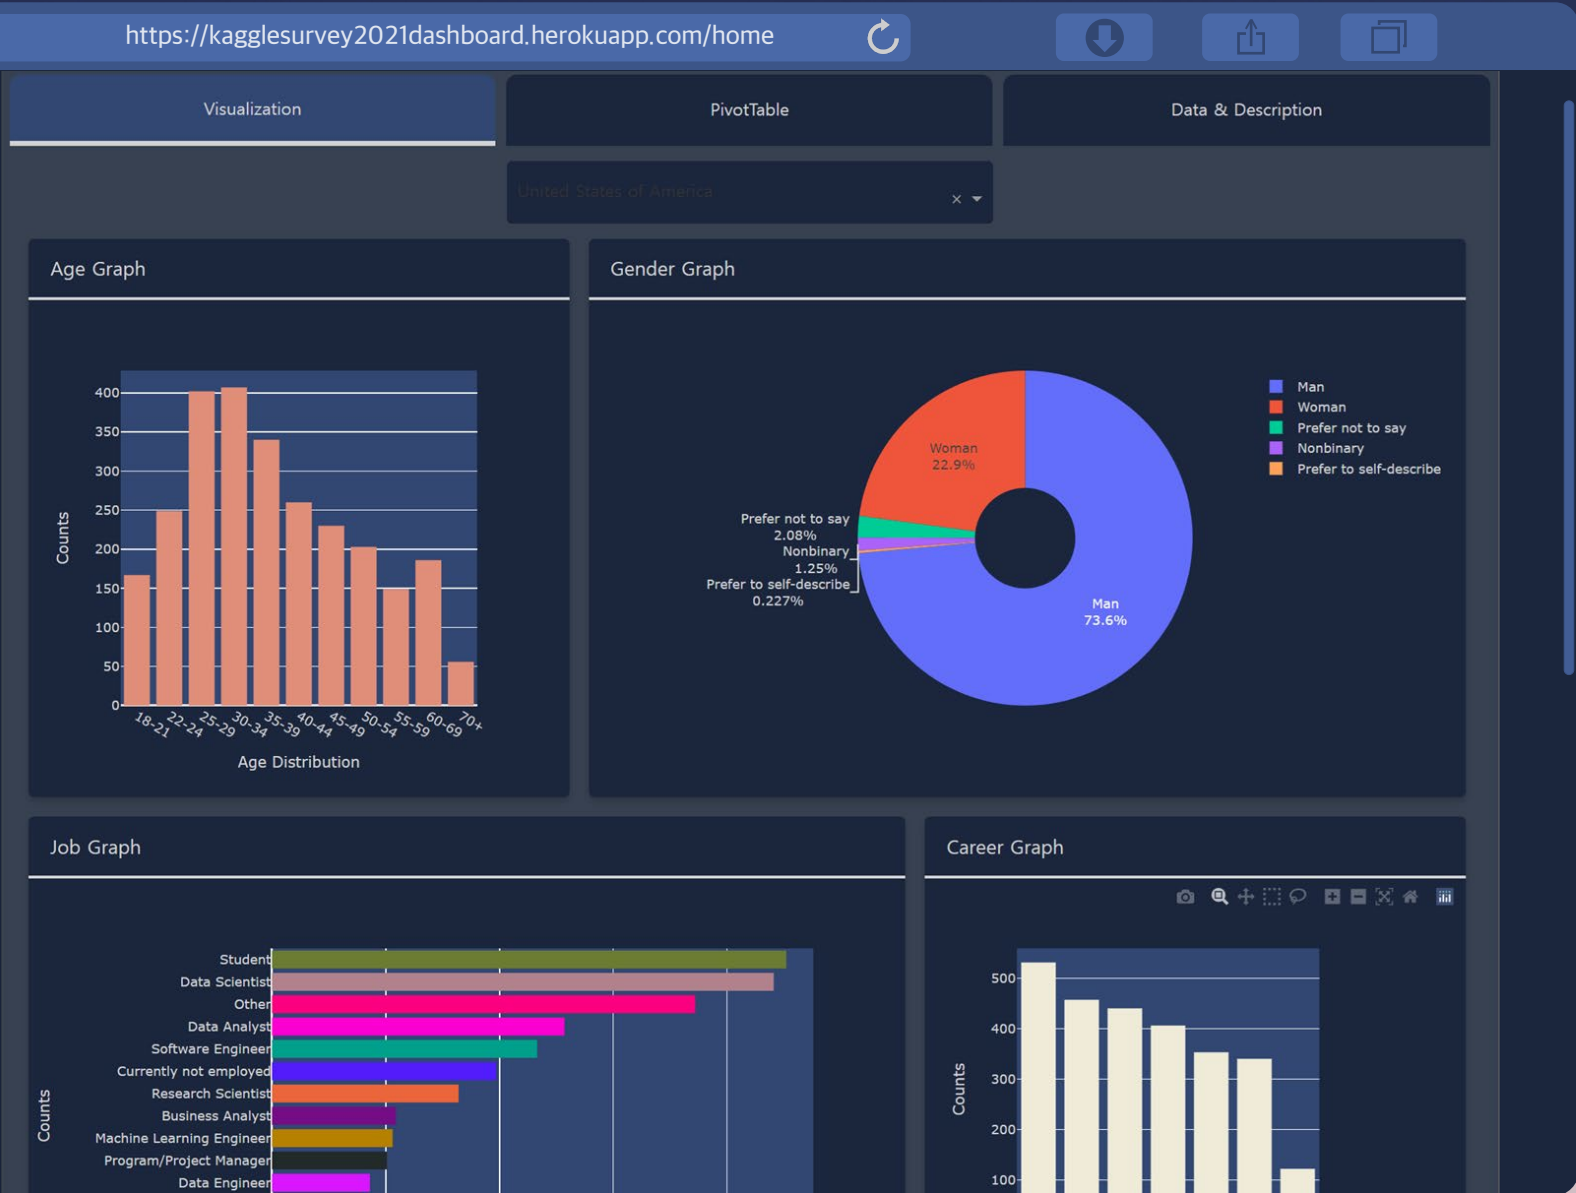 https://kagglesurvey2021dashboard.herokuapp.com/home
Visualization
PivotTable
Data & Description
United States of America
Age Graph
Gender Graph
400
350
300
250
200
150
100
50
0
Counts
18-21
22-24
25-29
30-34
35-39
40-44
45-49
50-54
55-59
60-69
70+
Age Distribution
Woman
22.9%
Prefer not to say
2.08%
Nonbinary
1.25%
Prefer to self-describe
0.227%
Man
73.6%
Man
Woman
Prefer not to say
Nonbinary
Prefer to self-describe
Job Graph
Career Graph
Student
Data Scientist
Other
Data Analyst
Software Engineer
Currently not employed
Research Scientist
Business Analyst
Machine Learning Engineer
Program/Project Manager
Data Engineer
Counts
500
400
300
200
100
Counts